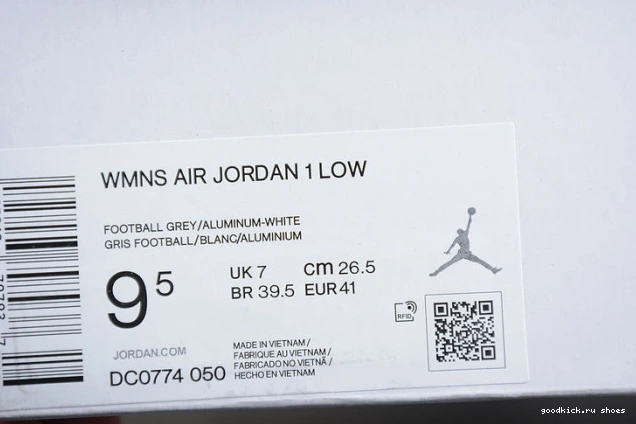 WMNS AIR JORDAN 1 LOW
FOOTBALL GREY/ALUMINUM-WHITE
GRIS FOOTBALL/BLANC/ALUMINIUM
9 5
UK 7 cm 26.5
BR 39.5 EUR 41
RFID
JORDAN.COM
DC0774 050
MADE IN VIETNAM /
FABRIQUE AU VIETNAM /
FABRICADO NO VIETNÃ /
HECHO EN VIETNAM
goodkick.ru shoes